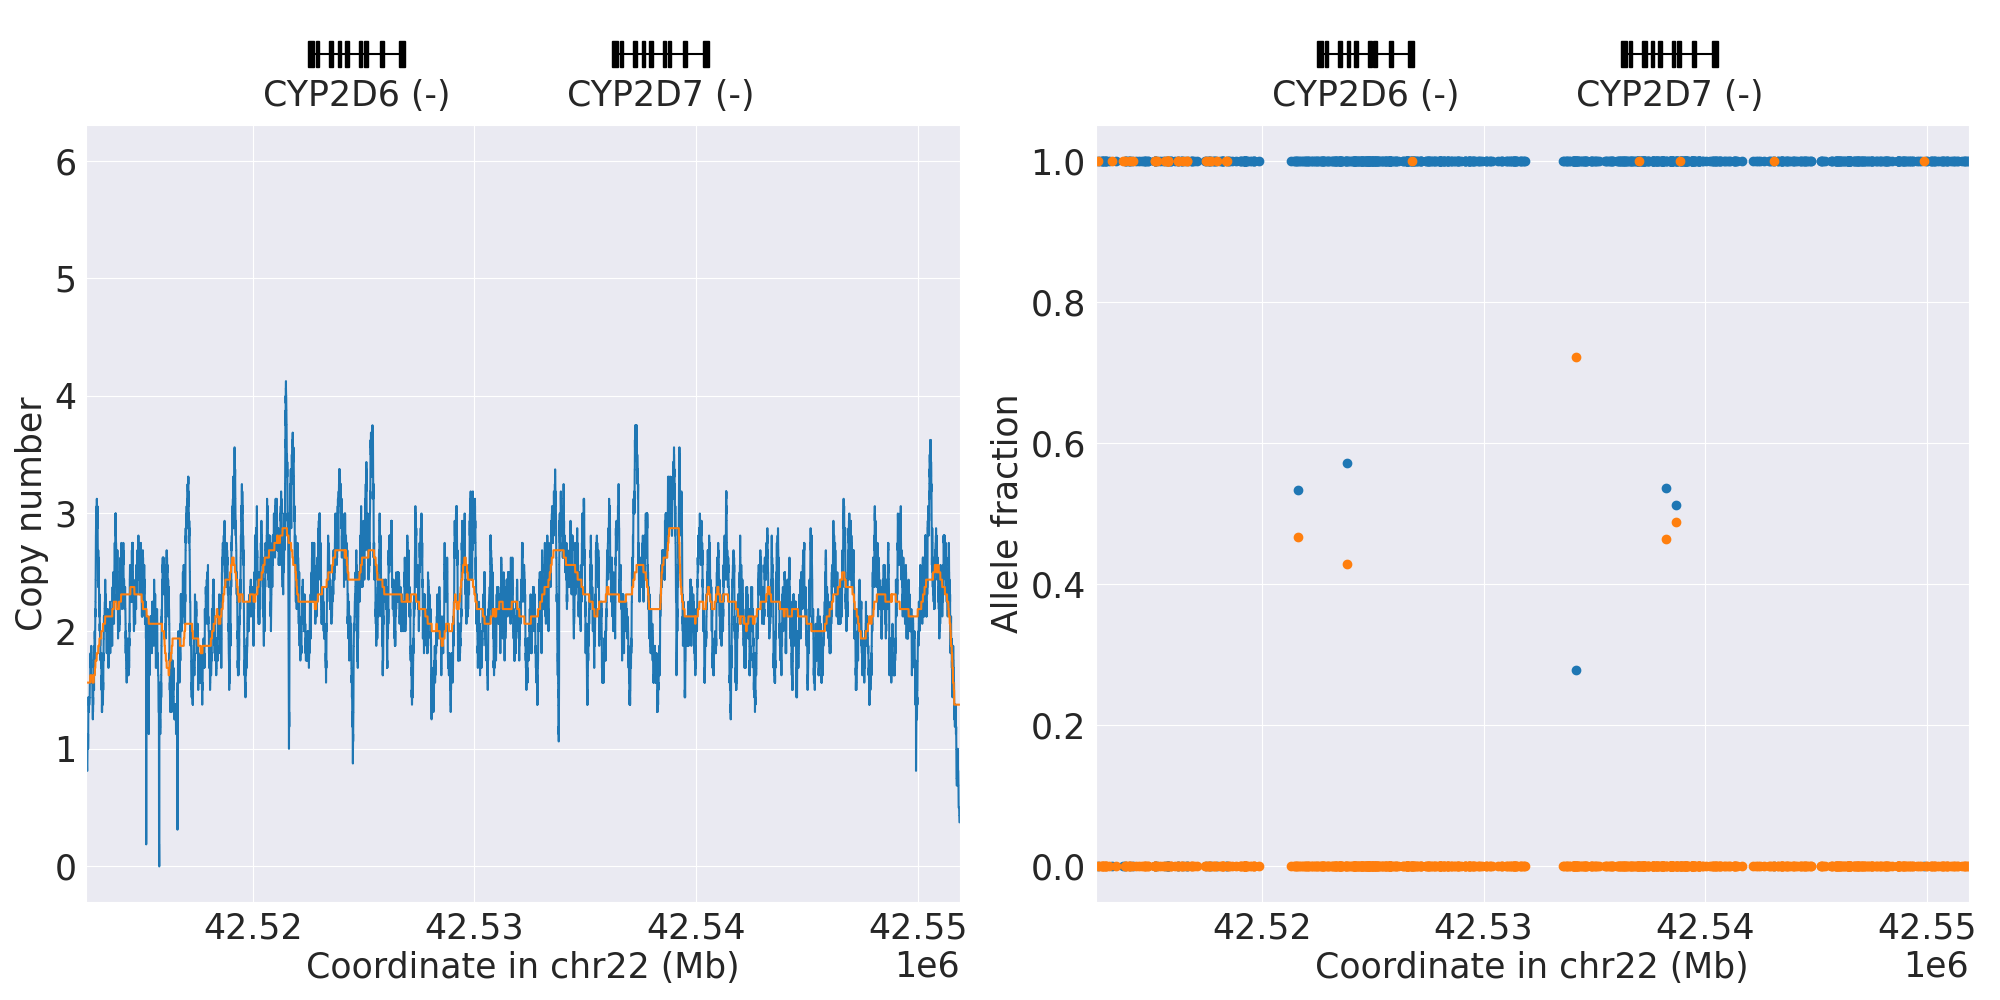 CYP2D6 (-)
CYP2D7 (-)
Copy number
6
5
4
3
2
1
0
42.52
42.53
42.54
42.55
Coordinate in chr22 (Mb)
1e6
CYP2D6 (-)
CYP2D7 (-)
Allele fraction
1.0
0.8
0.6
0.4
0.2
0.0
42.52
42.53
42.54
42.55
Coordinate in chr22 (Mb)
1e6